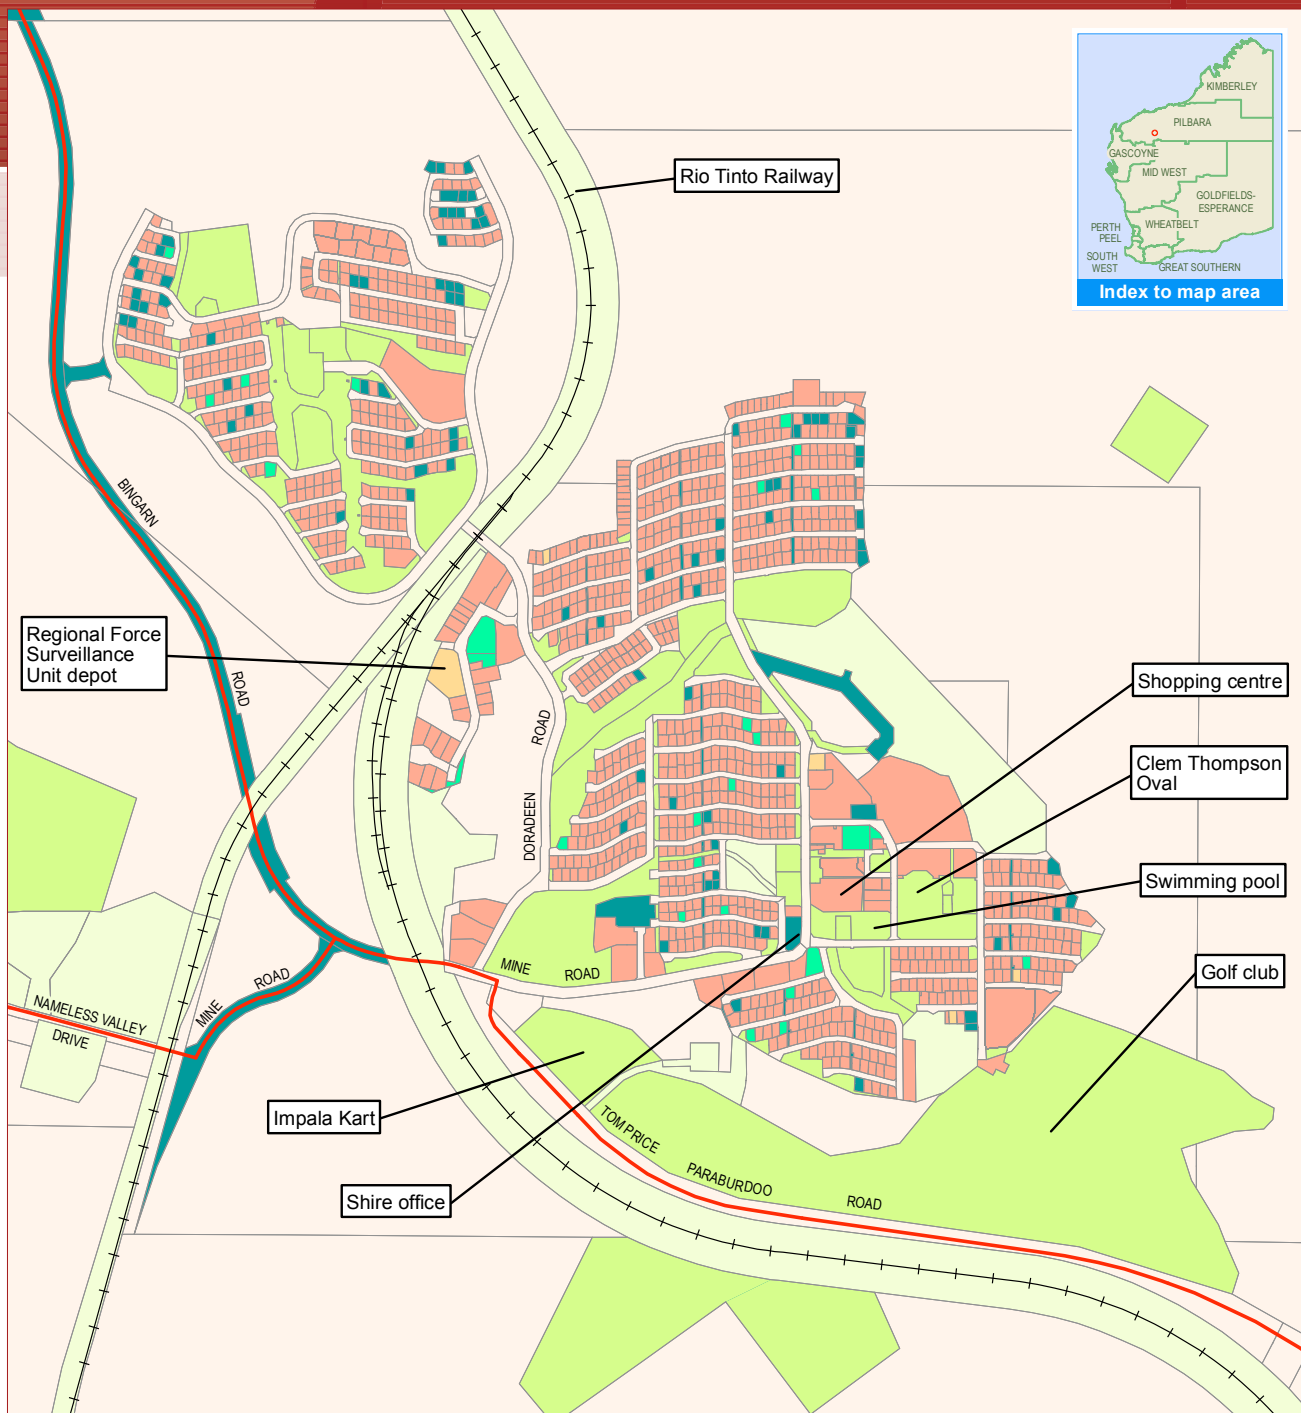 KIMBERLEY
PILBARA
GASCOYNE
MID WEST
GOLDFIELDS-
ESPERANCE
PERTH
PEEL
WHEATBELT
SOUTH
WEST
GREAT SOUTHERN
Index to map area
Rio Tinto Railway
BINGARN
ROAD
Regional Force
Surveillance
Unit depot
Shopping centre
Clem Thompson
Oval
Swimming pool
Golf club
DORADEEN
ROAD
MINE
ROAD
MINE
ROAD
NAMELESS VALLEY
DRIVE
Impala Kart
Shire office
TOM PRICE
PARABURDOO
ROAD